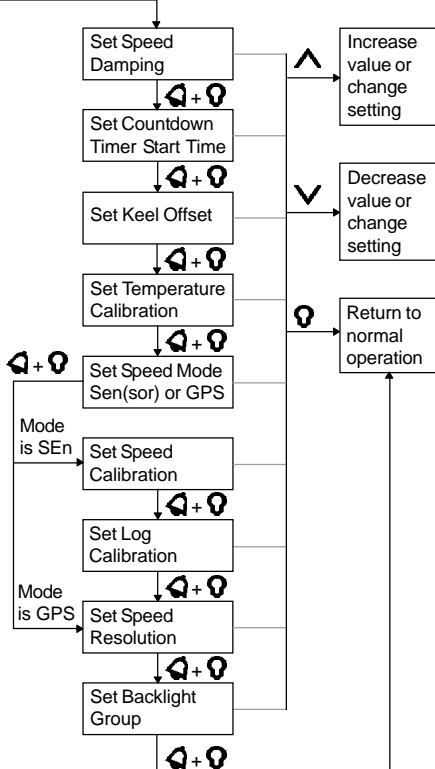 Set Speed
Damping
+
Set Countdown
Timer Start Time
+
Set Keel Offset
+
Set Temperature
Calibration
+
+
Set Speed Mode
Sen(sor) or GPS
Mode
is SEn
Set Speed
Calibration
+
Set Log
Calibration
+
Mode
is GPS
Set Speed
Resolution
+
Set Backlight
Group
+
Increase
value or
change
setting
Decrease
value or
change
setting
Return to
normal
operation